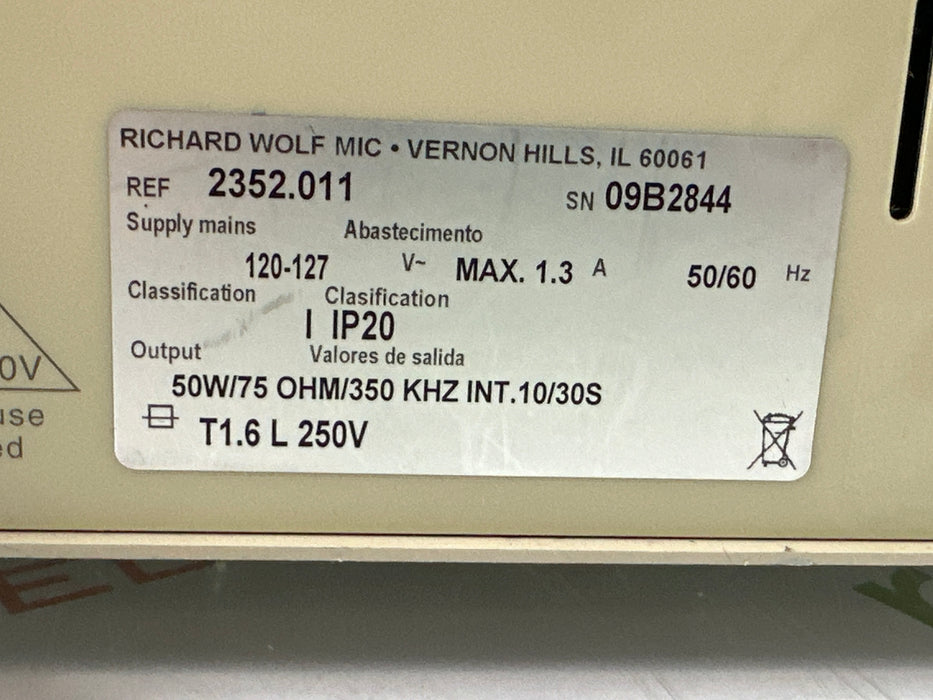 RICHARD WOLF MIC • VERNON HILLS, IL 60061
REF 2352.011 SN 09B2844
Supply mains Abastecimento
120-127 V~ MAX. 1.3 A 50/60 Hz
Classification Clasification
I IP20
Output Valores de salida
50W/75 OHM/350 KHZ INT.10/30S
T1.6 L 250V
0V
use
d